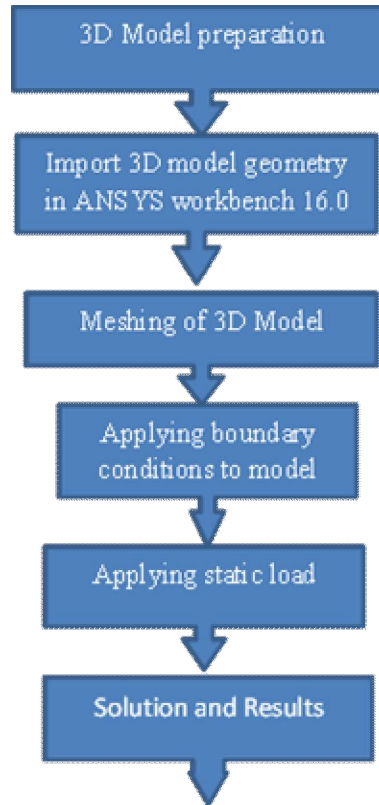 3D Model preparation
Import 3D model geometry
in ANSYS workbench 16.0
Meshing of 3D Model
Applying boundary
conditions to model
Applying static load
Solution and Results